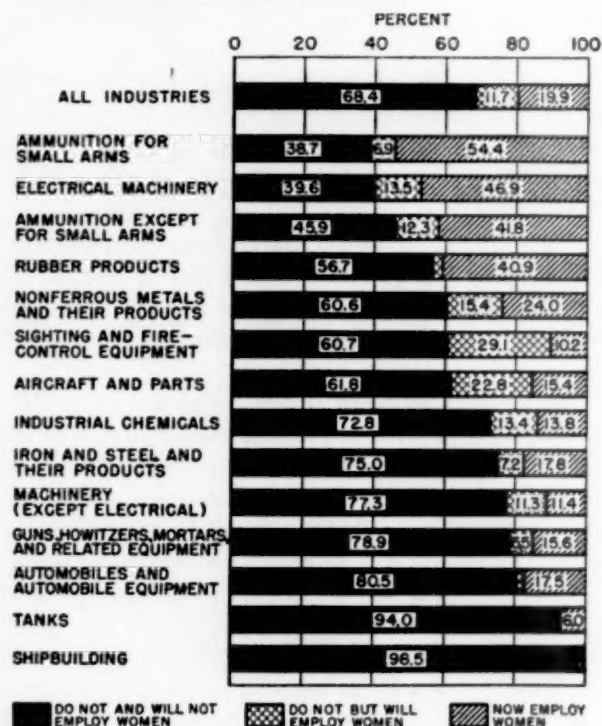 PERCENT
0 20 40 60 80 100
ALL INDUSTRIES 68.4 11.7 19.9
AMMUNITION FOR
SMALL ARMS 38.7 6.9 54.4
ELECTRICAL MACHINERY 39.6 13.5 46.9
AMMUNITION EXCEPT
FOR SMALL ARMS 45.9 12.3 41.8
RUBBER PRODUCTS 56.7 40.9
NONFERROUS METALS
AND THEIR PRODUCTS 60.6 15.4 24.0
SIGHTING AND FIRE-
CONTROL EQUIPMENT 60.7 29.1 10.2
AIRCRAFT AND PARTS 61.8 22.8 15.4
INDUSTRIAL CHEMICALS 72.8 13.4 13.8
IRON AND STEEL AND
THEIR PRODUCTS 75.0 7.2 17.8
MACHINERY
(EXCEPT ELECTRICAL) 77.3 11.3 11.4
GUNS, HOWITZERS, MORTARS,
AND RELATED EQUIPMENT 78.9 5.5 15.6
AUTOMOBILES AND
AUTOMOBILE EQUIPMENT 80.5 17.5
TANKS 94.0 6.0
SHIPBUILDING 98.5
DO NOT AND WILL NOT
EMPLOY WOMEN
DO NOT BUT WILL
EMPLOY WOMEN
NOW EMPLOY
WOMEN